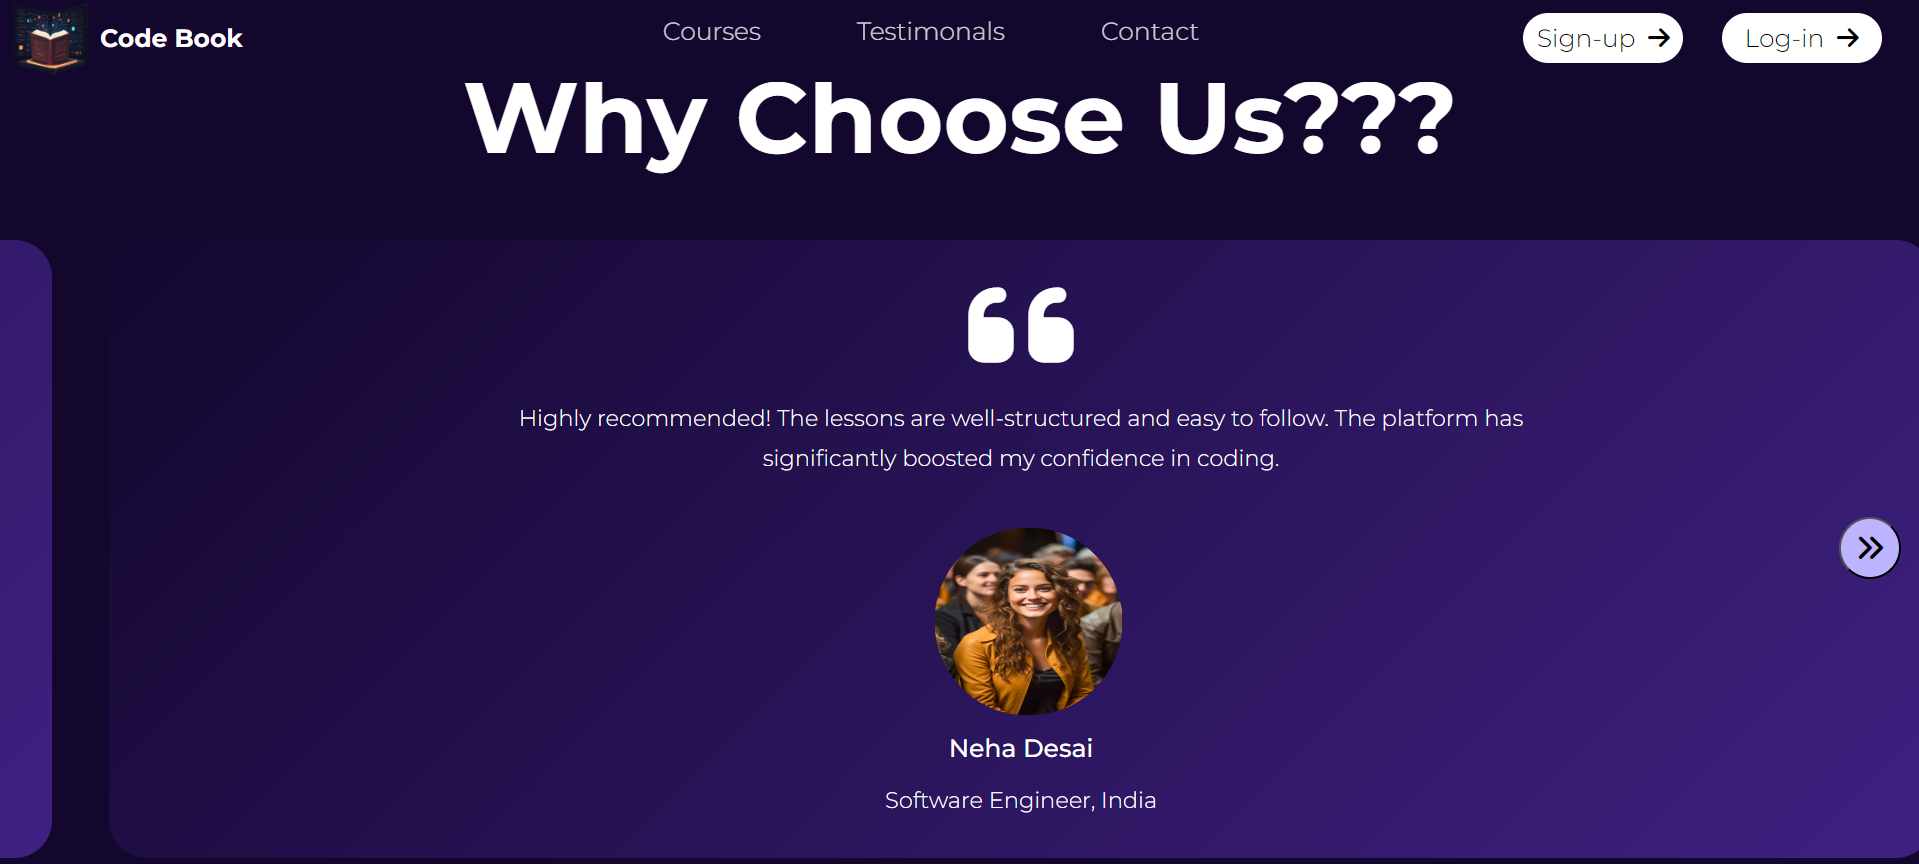 Code Book
Courses
Testimonals
Contact
Sign-up
Log-in
Why Choose Us???
Highly recommended! The lessons are well-structured and easy to follow. The platform has
significantly boosted my confidence in coding.
Neha Desai
Software Engineer, India